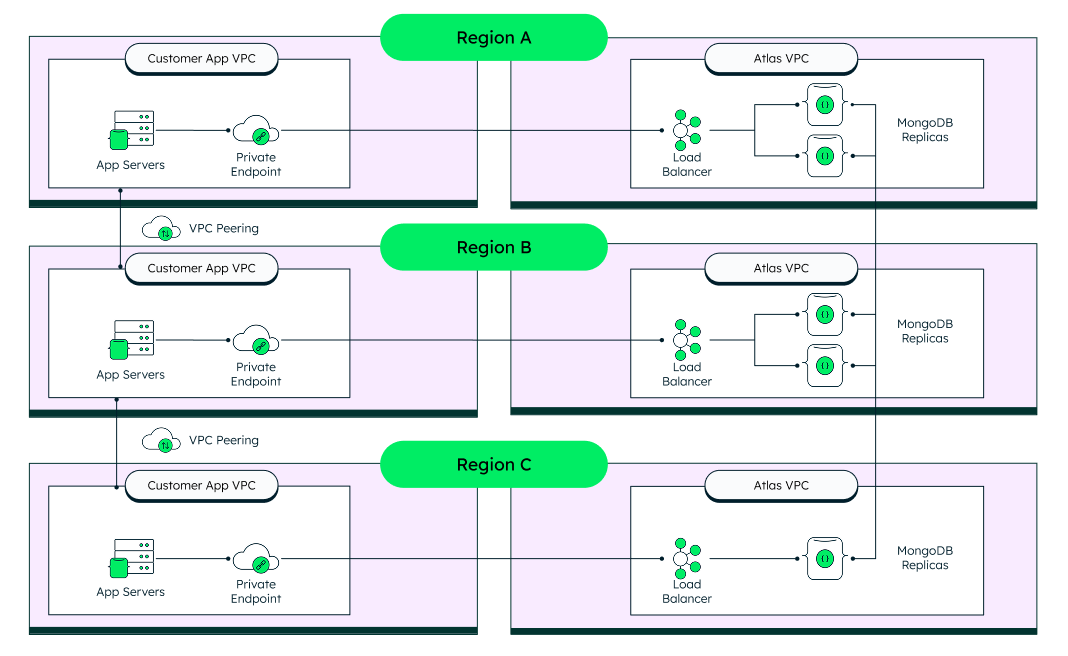 Region A
Customer App VPC
Atlas VPC
App Servers
Private
Endpoint
Load
Balancer
MongoDB
Replicas
VPC Peering
Region B
Customer App VPC
Atlas VPC
App Servers
Private
Endpoint
Load
Balancer
MongoDB
Replicas
VPC Peering
Region C
Customer App VPC
Atlas VPC
App Servers
Private
Endpoint
Load
Balancer
MongoDB
Replicas